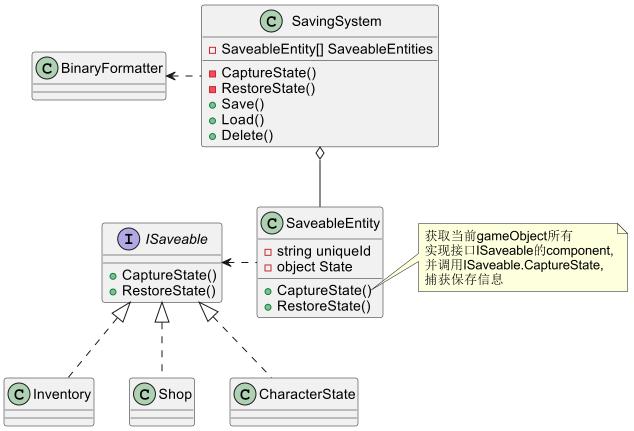 C SavingSystem
SaveableEntity[] SaveableEntities
CaptureState()
RestoreState()
Save()
Load()
Delete()
C BinaryFormatter
C SaveableEntity
string uniqueId
object State
CaptureState()
RestoreState()
获取当前gameObject所有
实现接口ISaveable的component,
并调用ISaveable.CaptureState,
捕获保存信息
I ISaveable
CaptureState()
RestoreState()
C Inventory
C Shop
C CharacterState